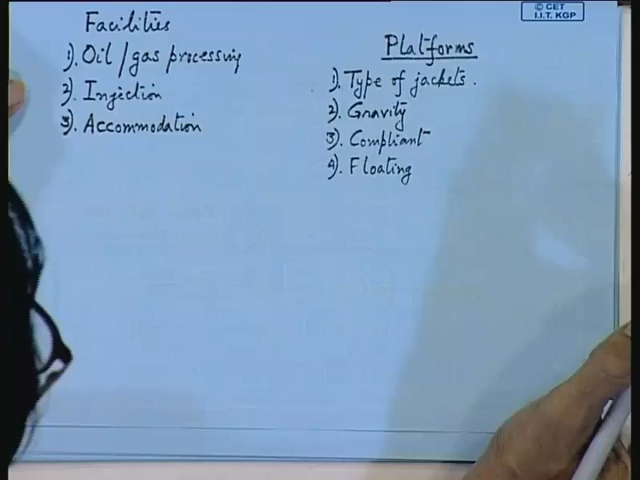 © CET
I.I.T. KGP
Facilities
1). Oil / gas processing
2). Injection
3). Accommodation
Platforms
1). Type of jackets.
2). Gravity
3). Compliant
4). Floating